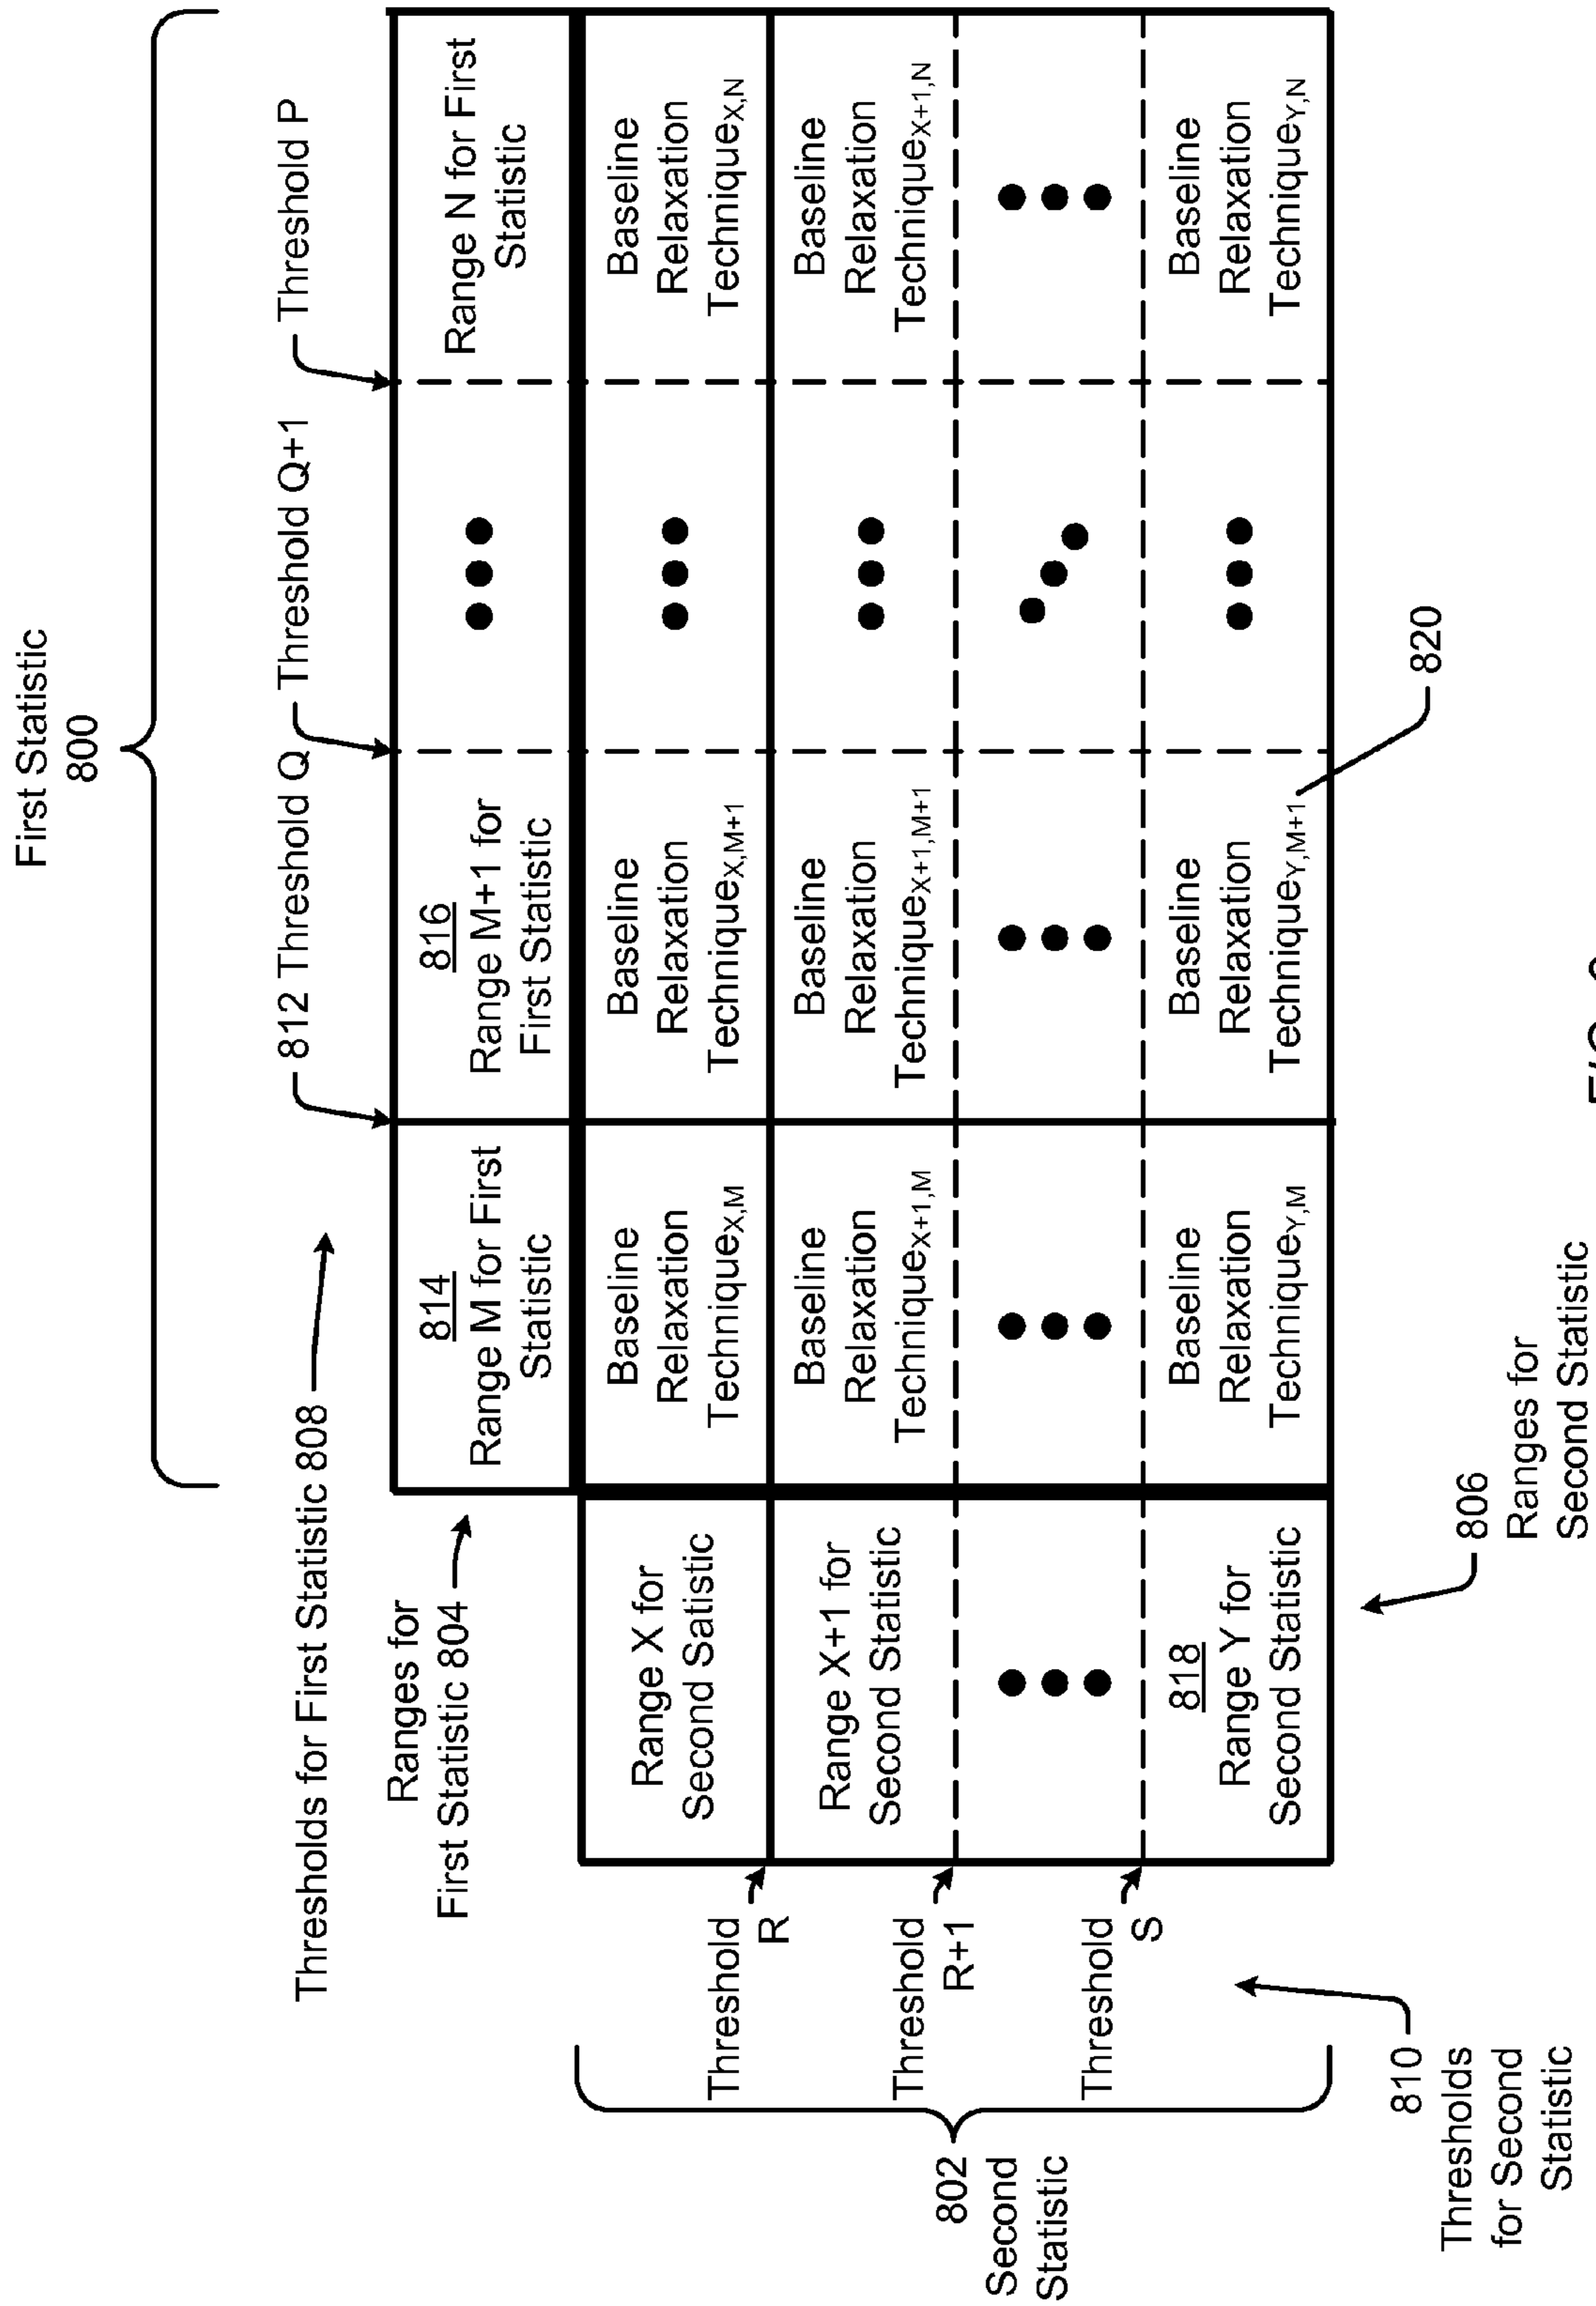 First Statistic
800
Thresholds for First Statistic 808
812 Threshold Q
Threshold Q+1
Threshold P
Ranges for
First Statistic 804
814
Range M for First
Statistic
816
Range M+1 for
First Statistic
Range N for First
Statistic
Range X for
Second Satistic
Baseline
Relaxation
TechniqueX,M
Baseline
Relaxation
TechniqueX,M+1
Baseline
Relaxation
TechniqueX,N
Threshold
R
Range X+1 for
Second Statistic
Baseline
Relaxation
TechniqueX+1,M
Baseline
Relaxation
TechniqueX+1,M+1
Baseline
Relaxation
TechniqueX+1,N
Threshold
R+1
802
Second
Statistic
Threshold
S
818
Range Y for
Second Statistic
Baseline
Relaxation
TechniqueY,M
Baseline
Relaxation
TechniqueY,M+1
Baseline
Relaxation
TechniqueY,N
810
Thresholds
for Second
Statistic
806
Ranges for
Second Statistic
820
FIG.